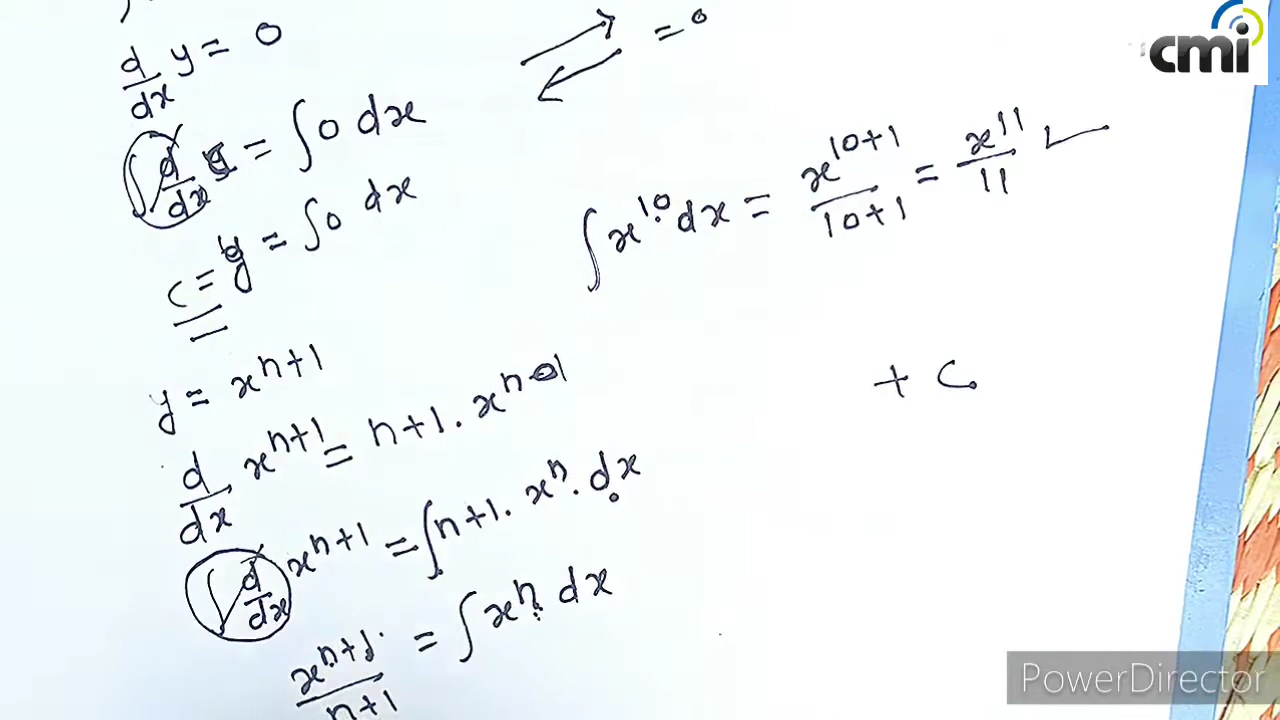 d/dx y = 0
= 0
cmi
∫ d/dx y = ∫ 0 dx
∫ x^10 dx = x^(10+1)/(10+1) = x^11/11
c = y = ∫ 0 dx
y = x^(n+1)
+ c
d/dx x^(n+1) = n+1 . x^n
∫ d/dx x^(n+1) = ∫ n+1 . x^n . dx
x^(n+1)/(n+1) = ∫ x^n dx
PowerDirector